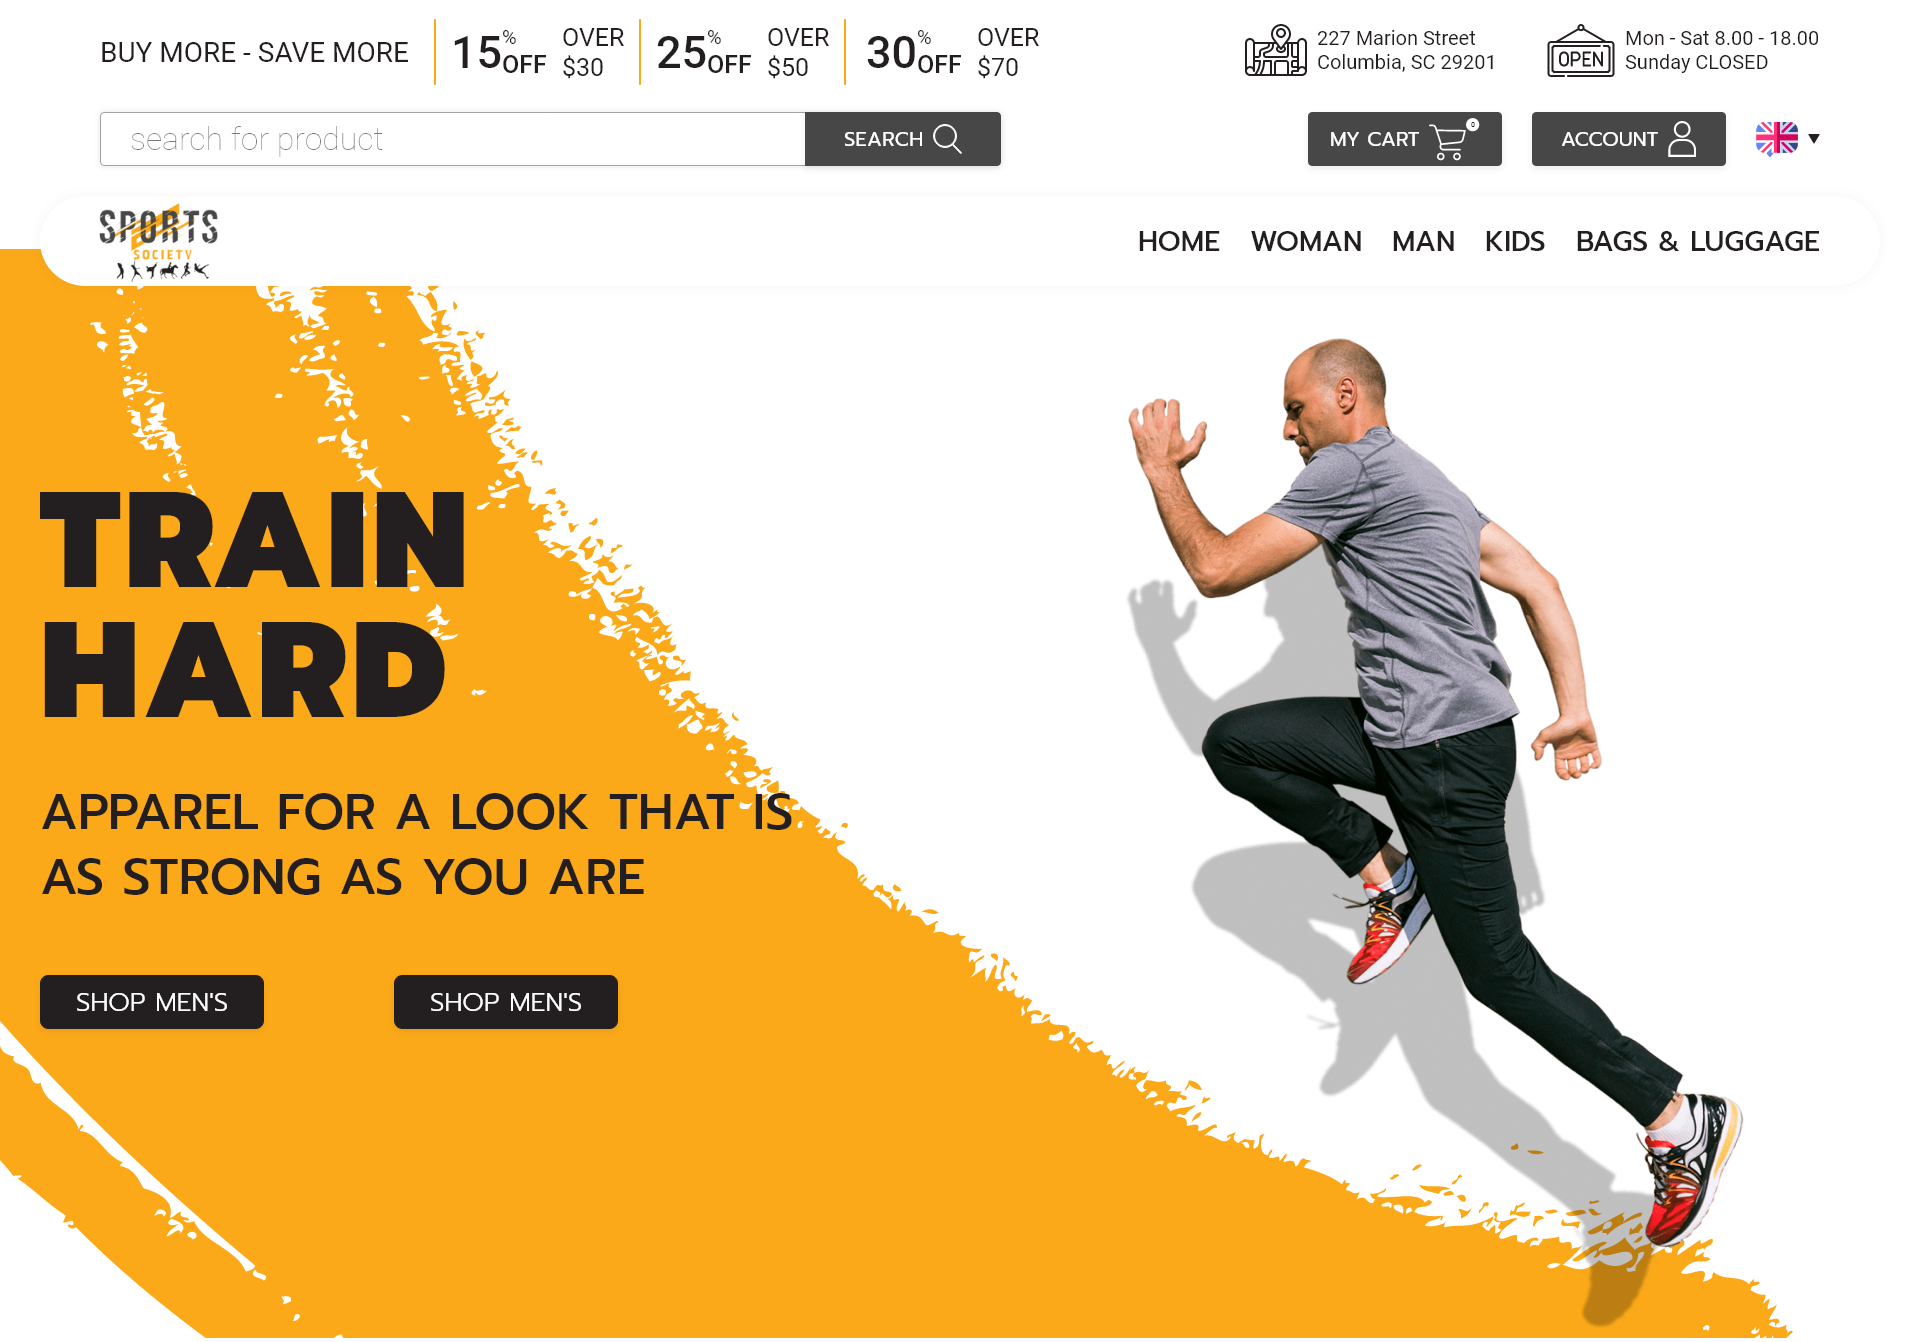 BUY MORE - SAVE MORE
15% OFF OVER $30
25% OFF OVER $50
30% OFF OVER $70
227 Marion Street
Columbia, SC 29201
OPEN
Mon - Sat 8.00 - 18.00
Sunday CLOSED
search for product
SEARCH
MY CART
0
ACCOUNT
SPORTS
SOCIETY
HOME WOMAN MAN KIDS BAGS & LUGGAGE
TRAIN
HARD
APPAREL FOR A LOOK THAT IS
AS STRONG AS YOU ARE
SHOP MEN'S
SHOP MEN'S